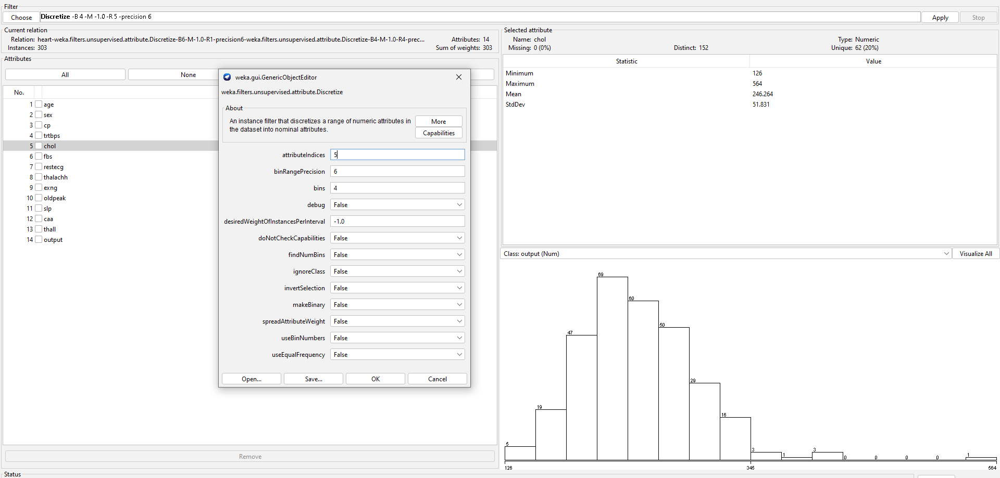 Filter
Choose Discretize -B 4 -M -1.0 -R 5 -precision 6 Apply Stop
Current relation
Relation: heart-weka.filters.unsupervised.attribute.Discretize-B6-M-1.0-R1-precision6-weka.filters.unsupervised.attribute.Discretize-B4-M-1.0-R4-prec... Attributes: 14
Instances: 303 Sum of weights: 303
Attributes
All None
No.
1 age
2 sex
3 cp
4 trtbps
5 chol
6 fbs
7 restecg
8 thalachh
9 exng
10 oldpeak
11 slp
12 caa
13 thall
14 output
Remove
Status
weka.gui.GenericObjectEditor
weka.filters.unsupervised.attribute.Discretize
About
An instance filter that discretizes a range of numeric attributes in
the dataset into nominal attributes.
More
Capabilities
attributeIndices 5
binRangePrecision 6
bins 4
debug False
desiredWeightOfInstancesPerInterval -1.0
doNotCheckCapabilities False
findNumBins False
ignoreClass False
invertSelection False
makeBinary False
spreadAttributeWeight False
useBinNumbers False
useEqualFrequency False
Open... Save... OK Cancel
Selected attribute
Name: chol Type: Numeric
Missing: 0 (0%) Distinct: 152 Unique: 62 (20%)
Statistic Value
Minimum 126
Maximum 564
Mean 246.264
StdDev 51.831
Class: output (Num) Visualize All
5 19 47 69 60 50 29 16 3 1 3 0 0 0 0 1
126 345 564